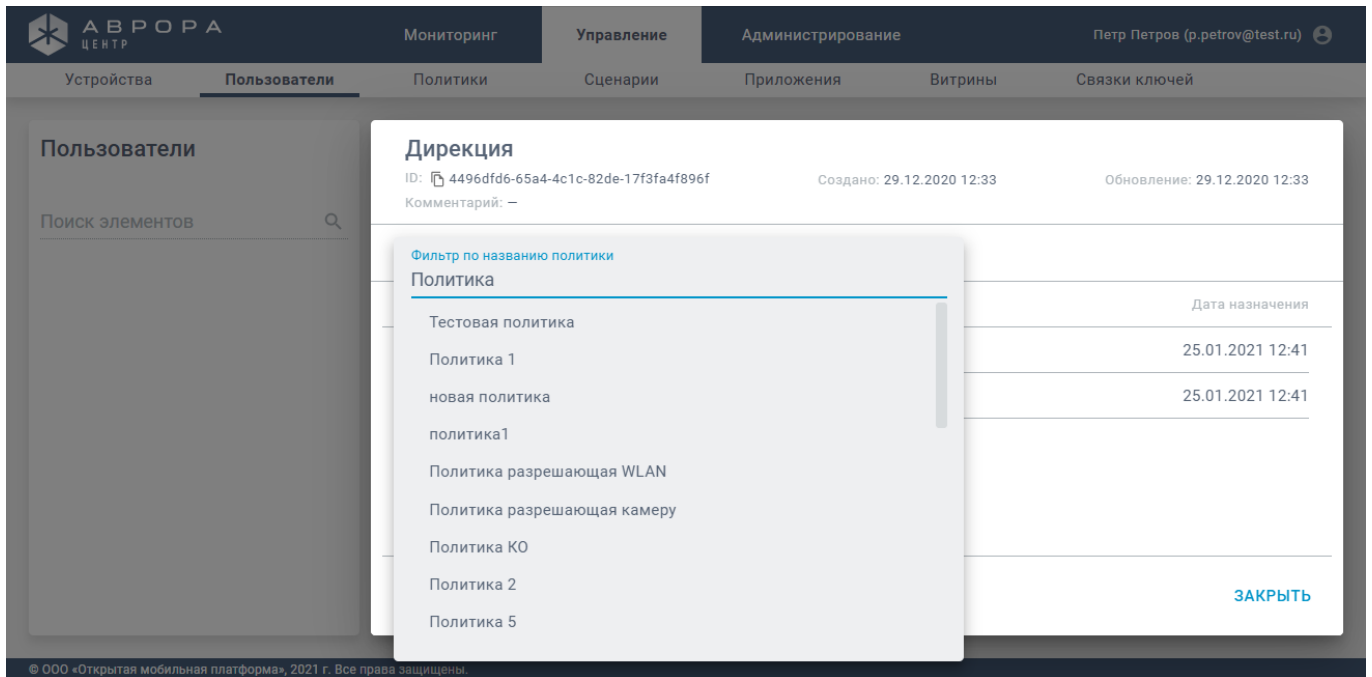 АВРОРА
ЦЕНТР
Мониторинг
Управление
Администрирование
Петр Петров (p.petrov@test.ru)
Устройства
Пользователи
Политики
Сценарии
Приложения
Витрины
Связки ключей
Пользователи
Поиск элементов
Дирекция
ID: 4496dfd6-65a4-4c1c-82de-17f3fa4f896f
Создано: 29.12.2020 12:33
Обновление: 29.12.2020 12:33
Комментарий: —
Фильтр по названию политики
Политика
Тестовая политика
Политика 1
новая политика
политика1
Политика разрешающая WLAN
Политика разрешающая камеру
Политика КО
Политика 2
Политика 5
Дата назначения
25.01.2021 12:41
25.01.2021 12:41
ЗАКРЫТЬ
© ООО «Открытая мобильная платформа», 2021 г. Все права защищены.